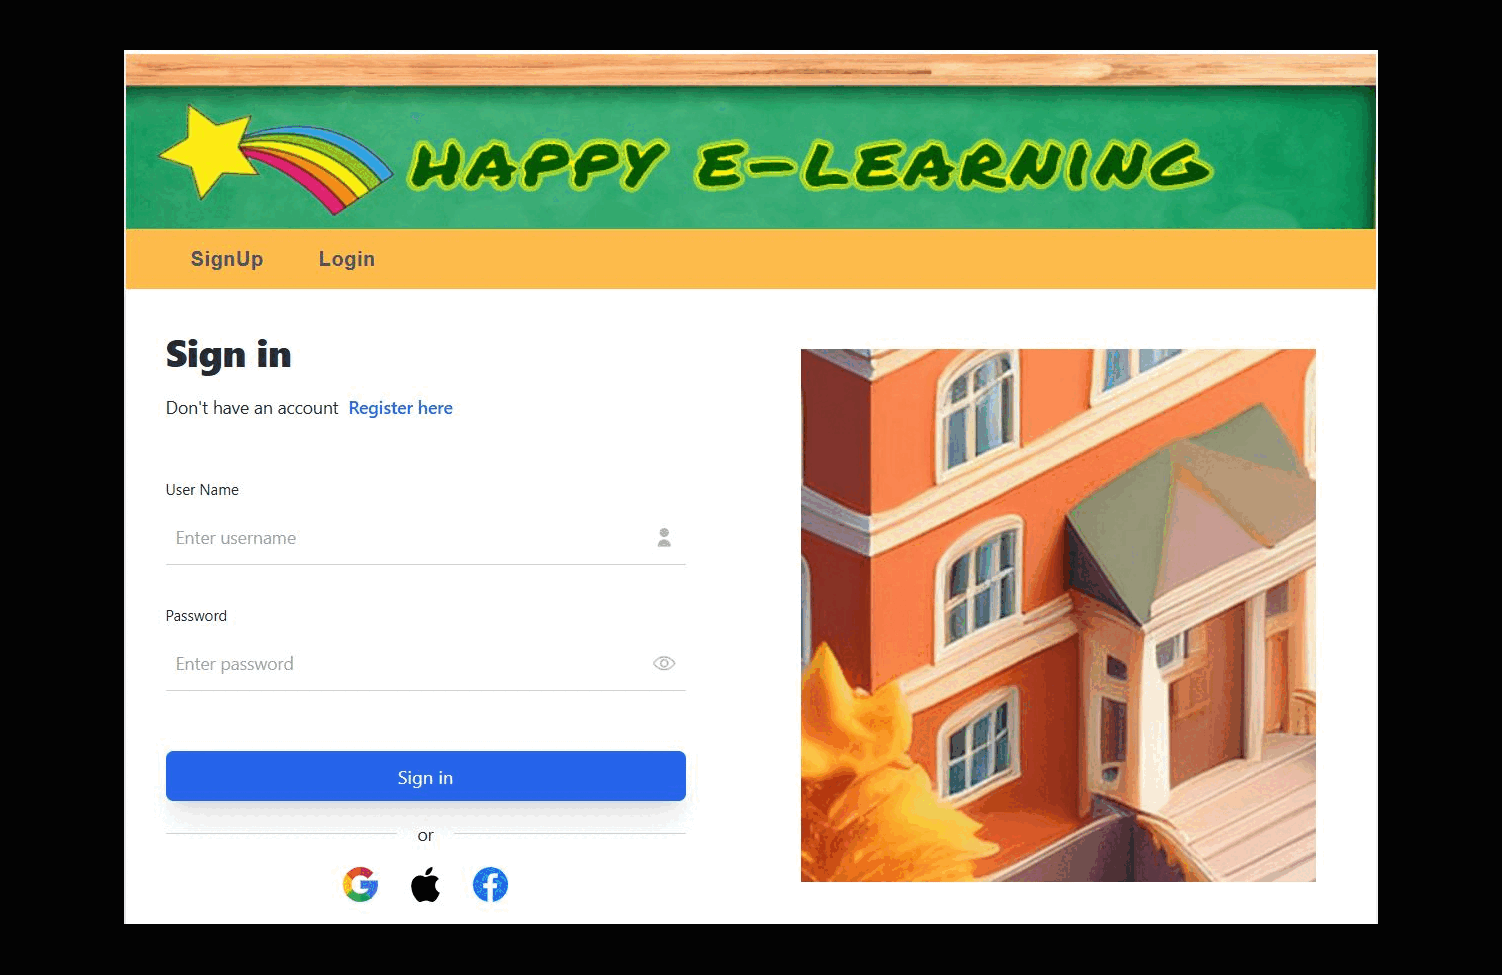 HAPPY E-LEARNING
SignUp Login
Sign in
Don't have an account Register here
User Name
Enter username
Password
Enter password
Sign in
or